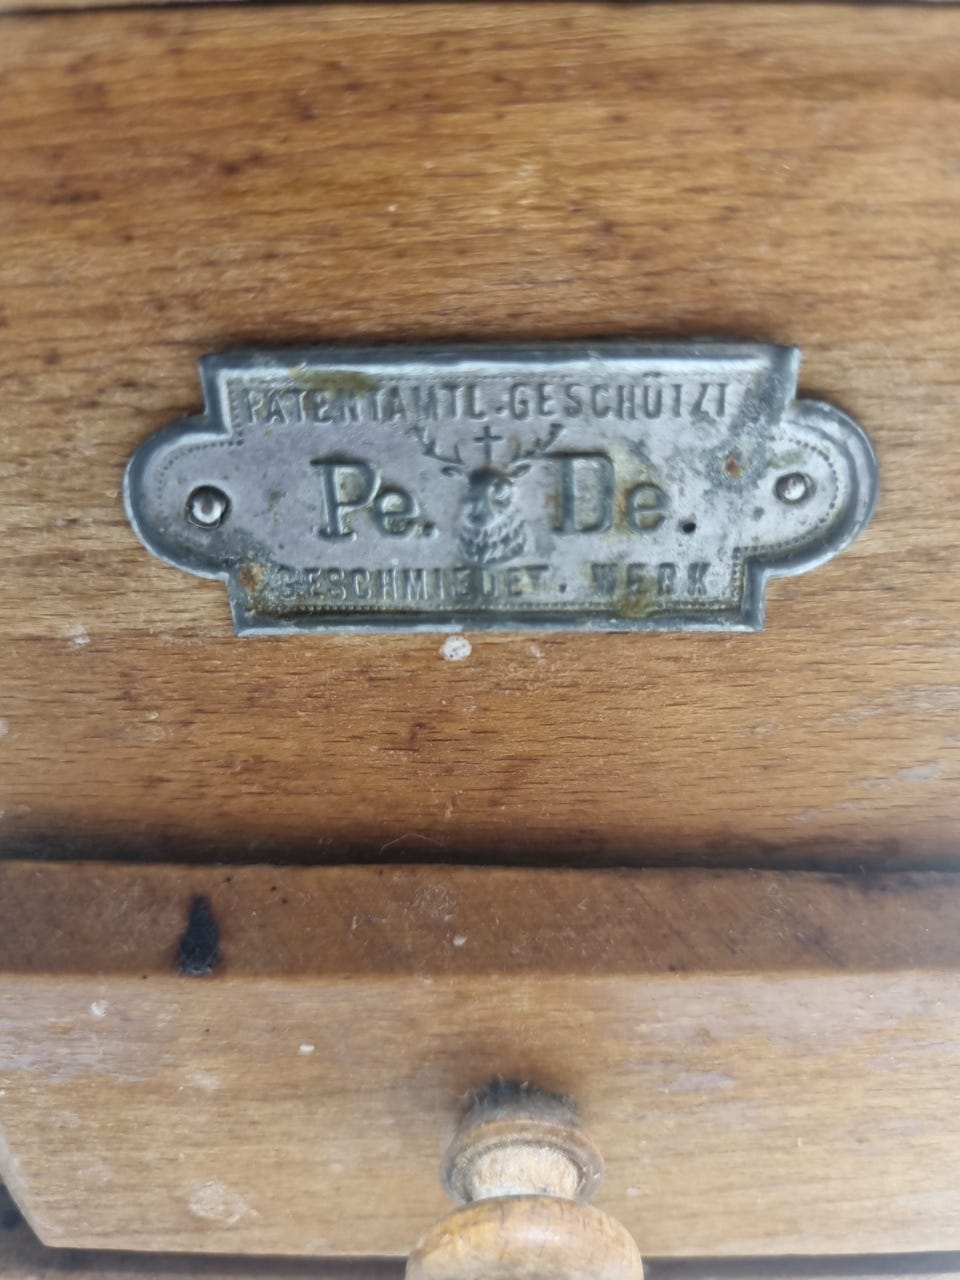 PATENTAMTL.GESCHÜTZT
Pe. De.
GESCHMIEDET. WERK